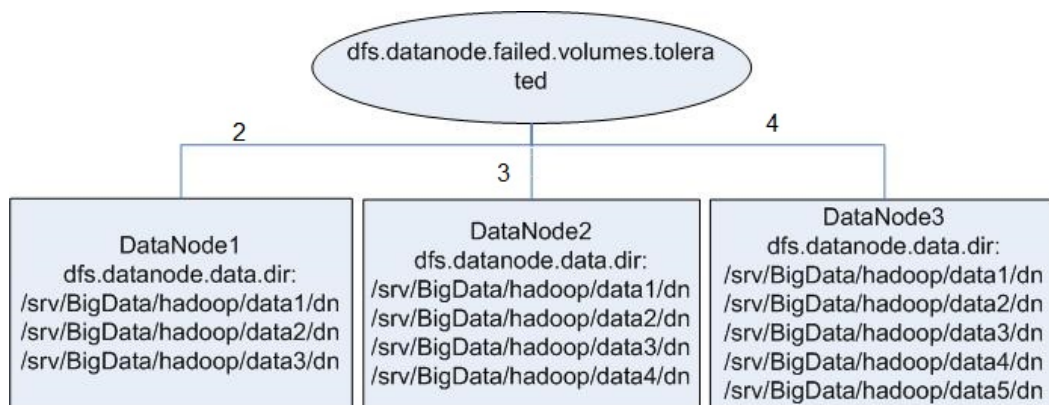 dfs.datanode.failed.volumes.tolera
ted
2
3
4
DataNode1
dfs.datanode.data.dir:
/srv/BigData/hadoop/data1/dn
/srv/BigData/hadoop/data2/dn
/srv/BigData/hadoop/data3/dn
DataNode2
dfs.datanode.data.dir:
/srv/BigData/hadoop/data1/dn
/srv/BigData/hadoop/data2/dn
/srv/BigData/hadoop/data3/dn
/srv/BigData/hadoop/data4/dn
DataNode3
dfs.datanode.data.dir:
/srv/BigData/hadoop/data1/dn
/srv/BigData/hadoop/data2/dn
/srv/BigData/hadoop/data3/dn
/srv/BigData/hadoop/data4/dn
/srv/BigData/hadoop/data5/dn